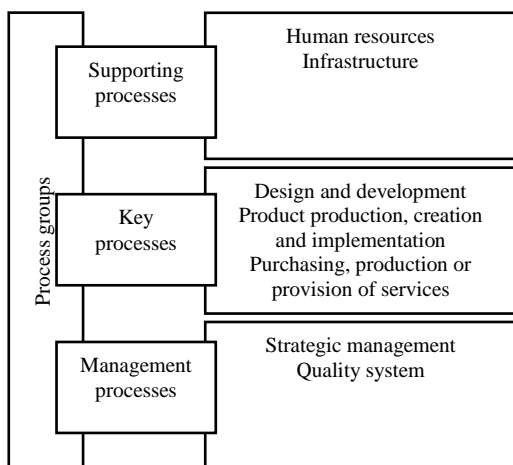 Process groups
Supporting
processes
Human resources
Infrastructure
Key
processes
Design and development
Product production, creation
and implementation
Purchasing, production or
provision of services
Management
processes
Strategic management
Quality system